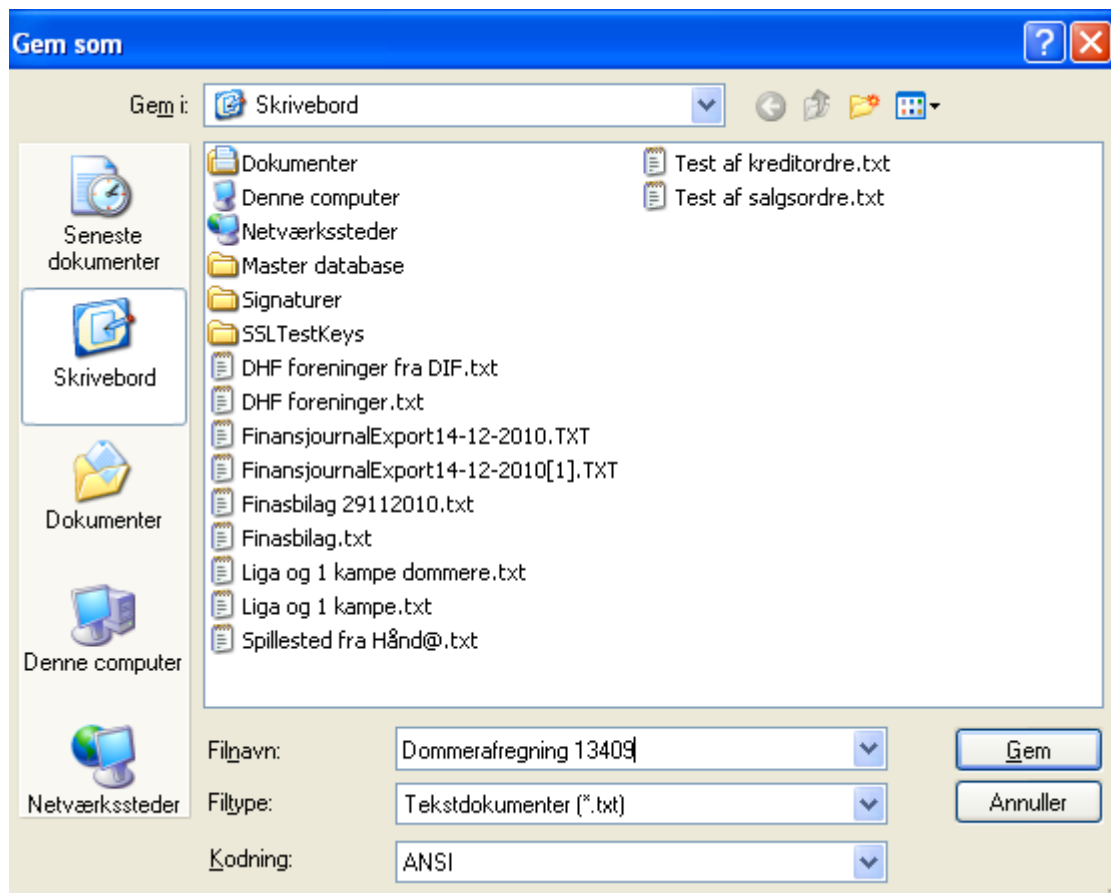 Gem som
Gem i:
Skrivebord
Seneste
dokumenter
Skrivebord
Dokumenter
Denne computer
Netværkssteder
Dokumenter
Denne computer
Netværkssteder
Master database
Signaturer
SSLTestKeys
DHF foreninger fra DIF.txt
DHF foreninger.txt
FinansjournalExport14-12-2010.TXT
FinansjournalExport14-12-2010[1].TXT
Finasbilag 29112010.txt
Finasbilag.txt
Liga og 1 kampe dommere.txt
Liga og 1 kampe.txt
Spillested fra Hånd@.txt
Test af kreditordre.txt
Test af salgsordre.txt
Filnavn:
Dommerafregning 13409
Gem
Filtype:
Tekstdokumenter (*.txt)
Annuller
Kodning:
ANSI